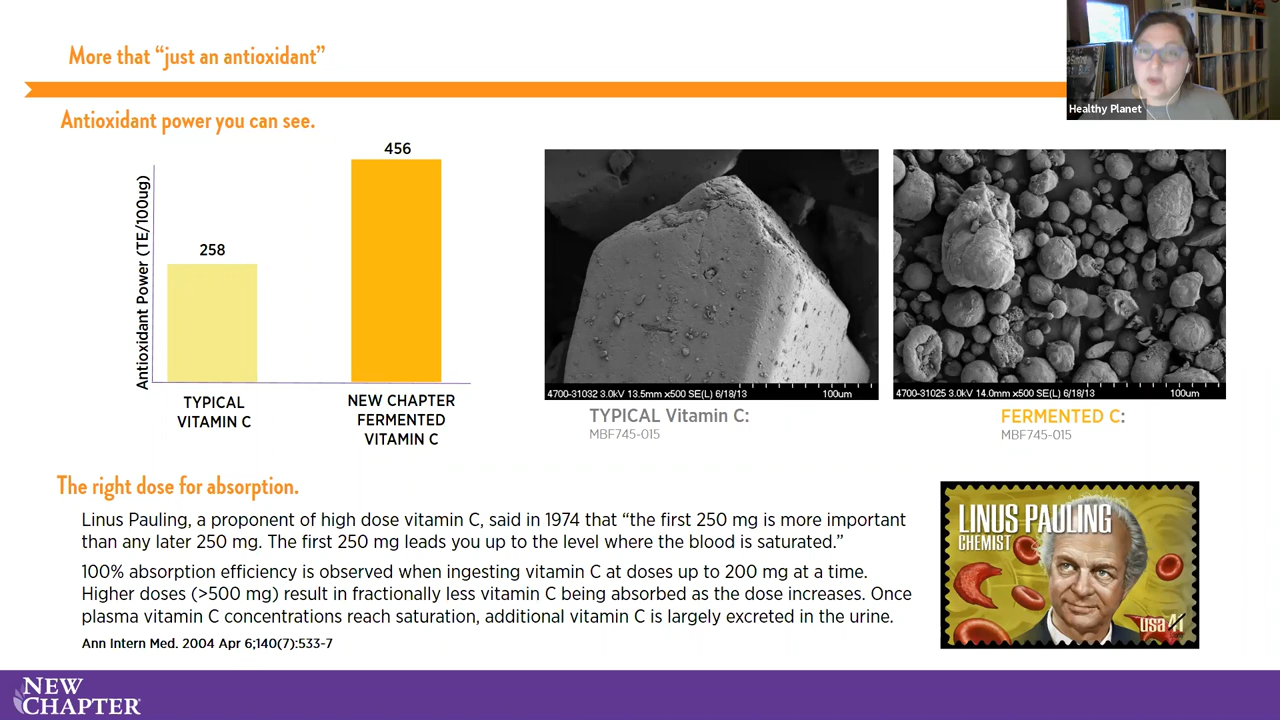 More that “just an antioxidant”
Healthy Planet
Antioxidant power you can see.
Antioxidant Power (TE/100ug)
258
456
TYPICAL
VITAMIN C
NEW CHAPTER
FERMENTED
VITAMIN C
4700-31032 3.0kV 13.5mm x500 SE(L) 6/18/13 100um
TYPICAL Vitamin C:
MBF745-015
4700-31025 3.0kV 14.0mm x500 SE(L) 6/18/13 100um
FERMENTED C:
MBF745-015
The right dose for absorption.
Linus Pauling, a proponent of high dose vitamin C, said in 1974 that “the first 250 mg is more important
than any later 250 mg. The first 250 mg leads you up to the level where the blood is saturated.”
100% absorption efficiency is observed when ingesting vitamin C at doses up to 200 mg at a time.
Higher doses (>500 mg) result in fractionally less vitamin C being absorbed as the dose increases. Once
plasma vitamin C concentrations reach saturation, additional vitamin C is largely excreted in the urine.
Ann Intern Med. 2004 Apr 6;140(7):533-7
LINUS PAULING
CHEMIST
usa 41
NEW
CHAPTER